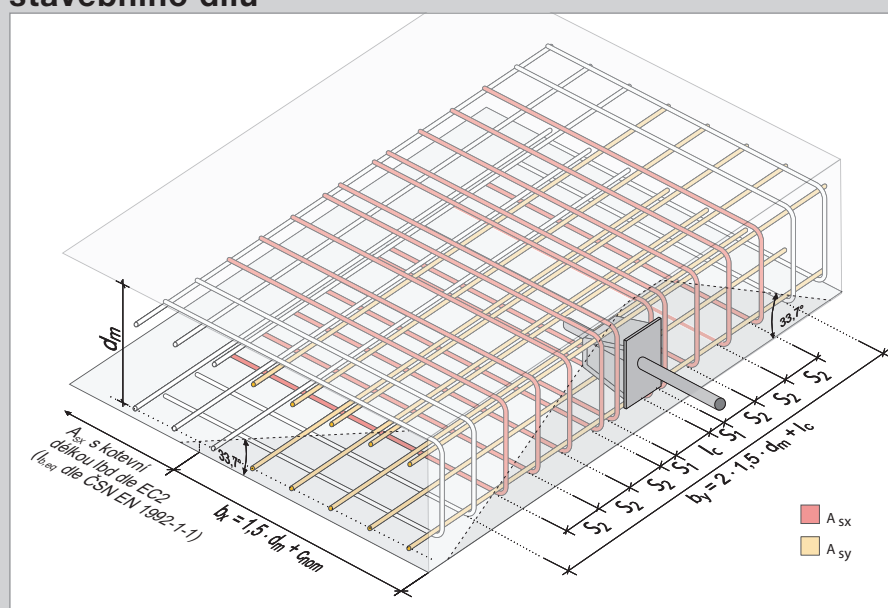 stavebního dílu
dm
33,7°
33,7°
Asx s kotevní
délkou lbd dle EC2
(lb,eq dle ČSN EN 1992-1-1)
bx = 1,5 · dm + cnom
S2
S2
S2
S1
lc
S1
S2
S2
S2
by = 2 · 1,5 · dm + lc
Asx
Asy